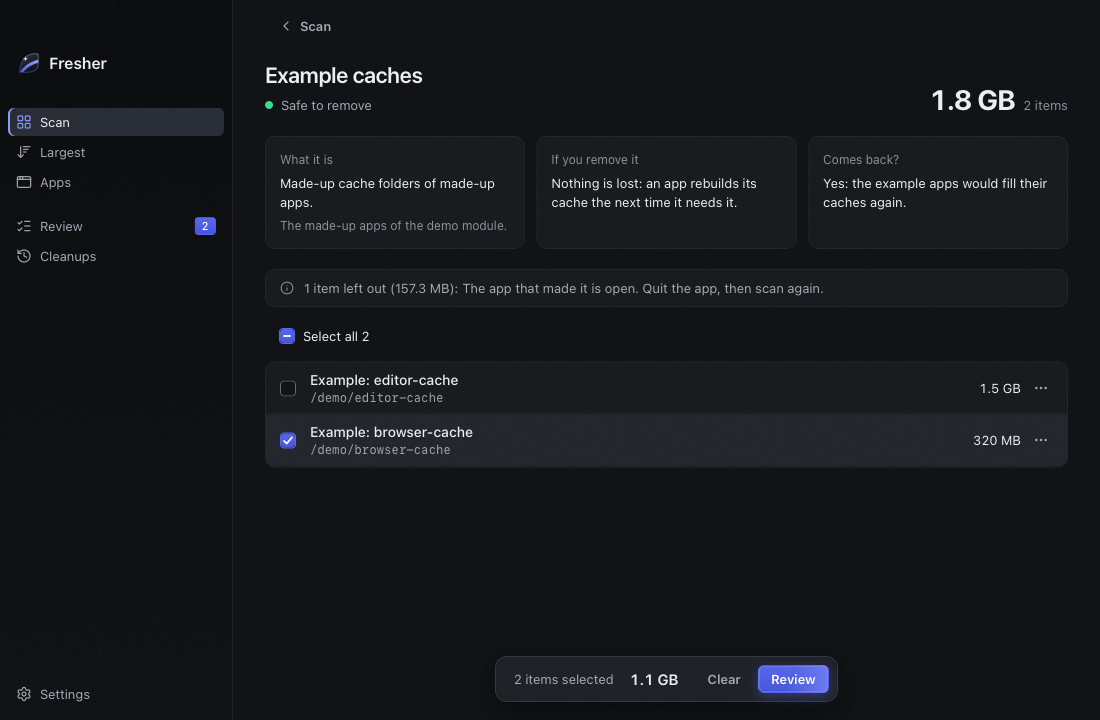 Scan
Fresher
Scan
Largest
Apps
Review
2
Cleanups
Settings
Example caches
Safe to remove
1.8 GB 2 items
What it is
Made-up cache folders of made-up
apps.
The made-up apps of the demo module.
If you remove it
Nothing is lost: an app rebuilds its
cache the next time it needs it.
Comes back?
Yes: the example apps would fill their
caches again.
1 item left out (157.3 MB): The app that made it is open. Quit the app, then scan again.
Select all 2
Example: editor-cache
/demo/editor-cache
1.5 GB
Example: browser-cache
/demo/browser-cache
320 MB
2 items selected 1.1 GB Clear Review